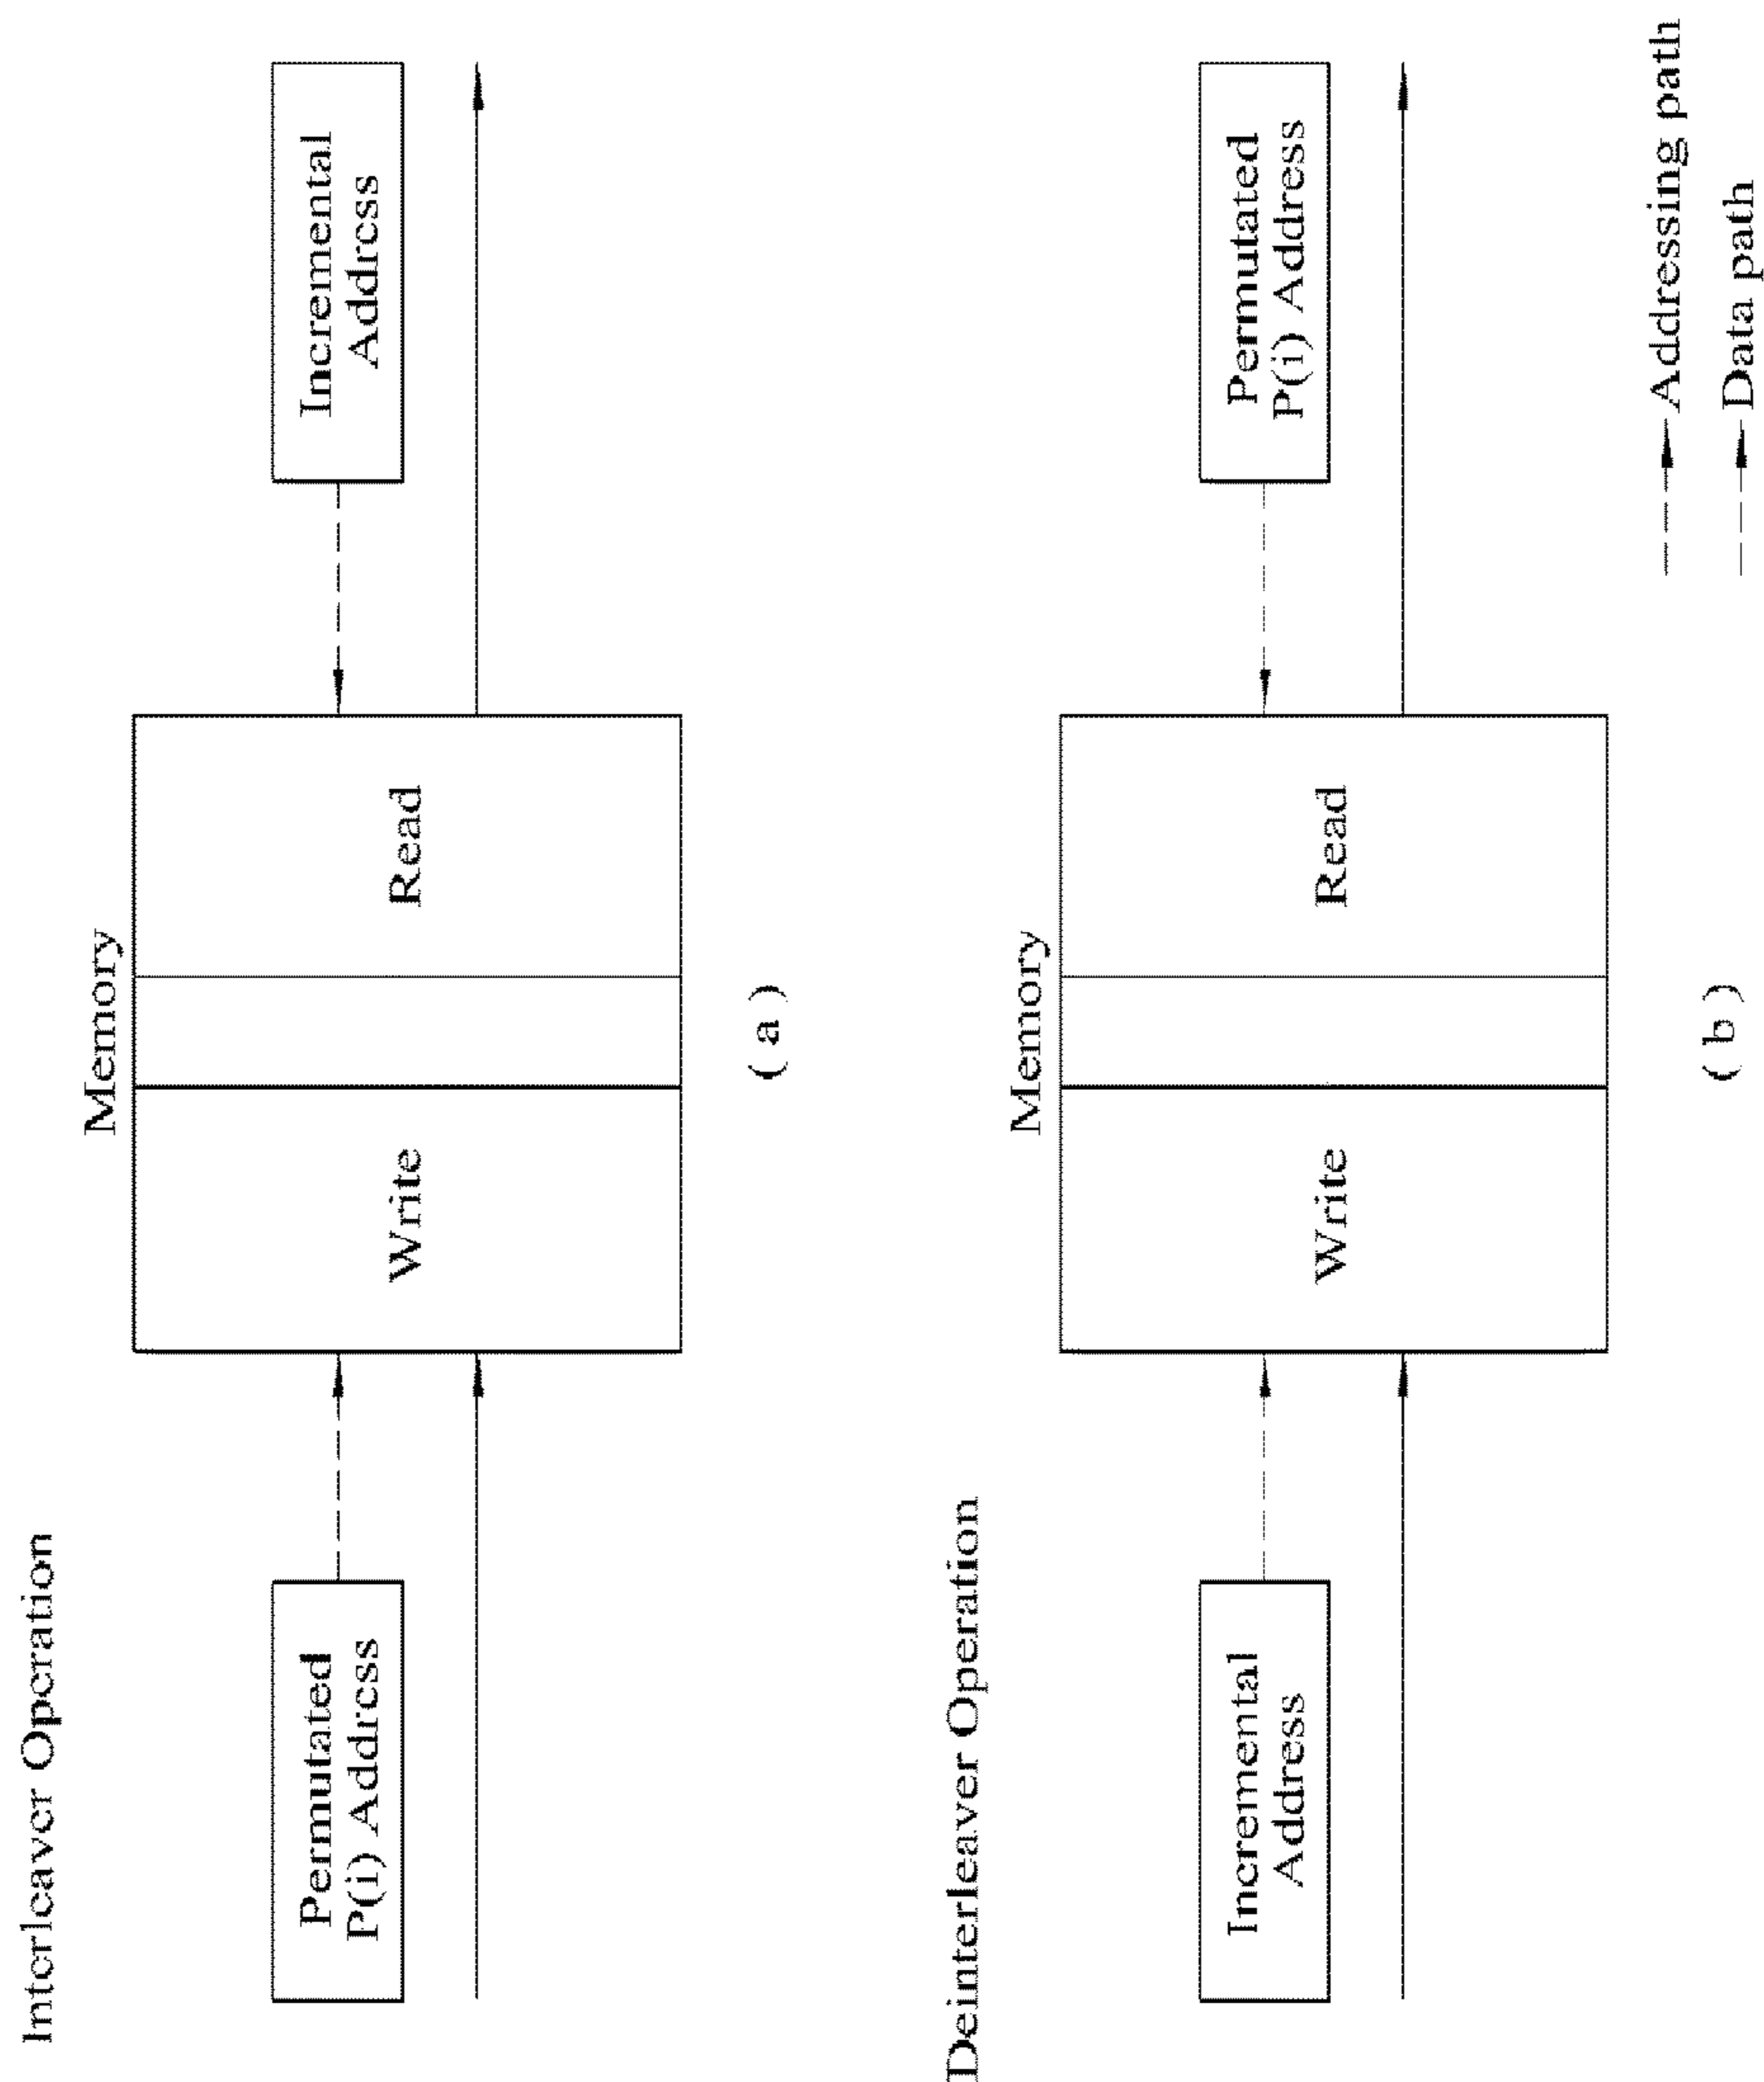 Interleaver Operation
Memory
Permutated
P(i) Address
Write
Read
Incremental
Address
( a )
Deinterleaver Operation
Memory
Incremental
Address
Write
Read
Permutated
P(i) Address
( b )
Addressing path
Data path